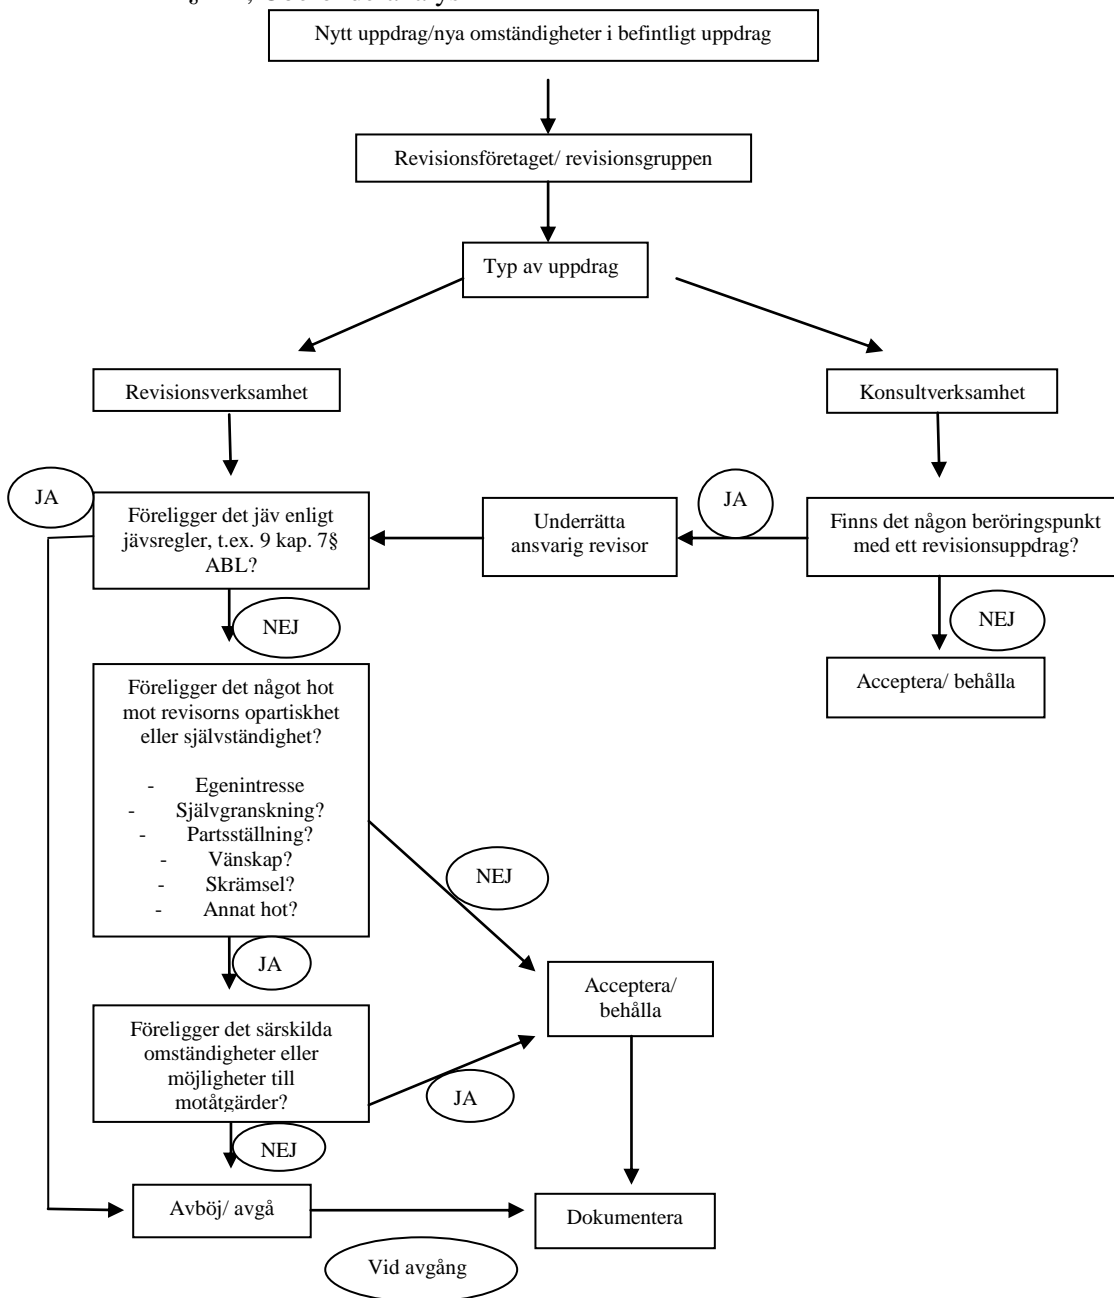 Nytt uppdrag/nya omständigheter i befintligt uppdrag
Revisionsföretaget/ revisionsgruppen
Typ av uppdrag
Revisionsverksamhet
Konsultverksamhet
JA
Föreligger det jäv enligt
jävsregler, t.ex. 9 kap. 7§
ABL?
Underrätta
ansvarig revisor
JA
Finns det någon beröringspunkt
med ett revisionsuppdrag?
NEJ
NEJ
Acceptera/ behålla
Föreligger det något hot
mot revisorns opartiskhet
eller självständighet?
- Egenintresse
- Självgranskning?
- Partsställning?
- Vänskap?
- Skrämsel?
- Annat hot?
NEJ
JA
Acceptera/
behålla
Föreligger det särskilda
omständigheter eller
möjligheter till
motåtgärder?
JA
NEJ
Avböj/ avgå
Dokumentera
Vid avgång